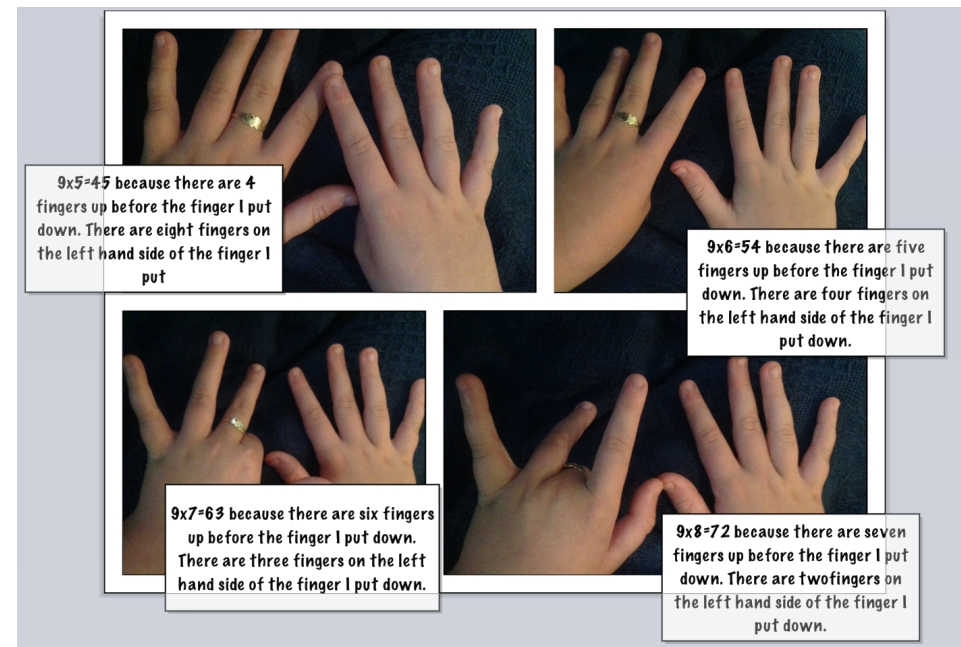 9x5=45 because there are 4
fingers up before the finger I put
down. There are eight fingers on
the left hand side of the finger I
put
9x6=54 because there are five
fingers up before the finger I put
down. There are four fingers on
the left hand side of the finger I
put down.
9x7=63 because there are six fingers
up before the finger I put down.
There are three fingers on the left
hand side of the finger I put down.
9x8=72 because there are seven
fingers up before the finger I put
down. There are twofingers on
the left hand side of the finger I
put down.